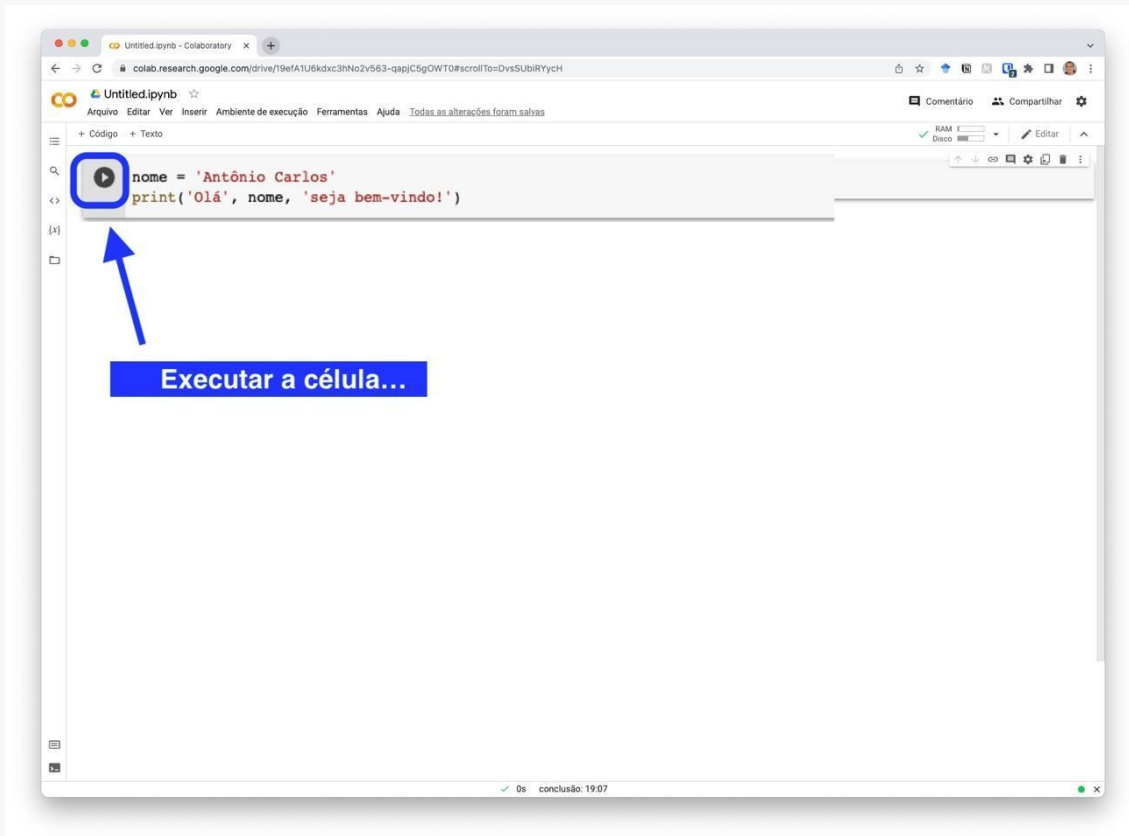 Untitled.ipynb - Colaboratory
colab.research.google.com/drive/19efA1U6kdxc3hNo2v563-qapjC5gOWT0#scrollTo=DvsSUbiRYycH
Untitled.ipynb
Comentário Compartilhar
Arquivo Editar Ver Inserir Ambiente de execução Ferramentas Ajuda Todas as alterações foram salvas
+ Código + Texto
RAM
Disco
Editar
nome = 'Antônio Carlos'
print('Olá', nome, 'seja bem-vindo!')
{x}
Executar a célula...
0s conclusão: 19:07